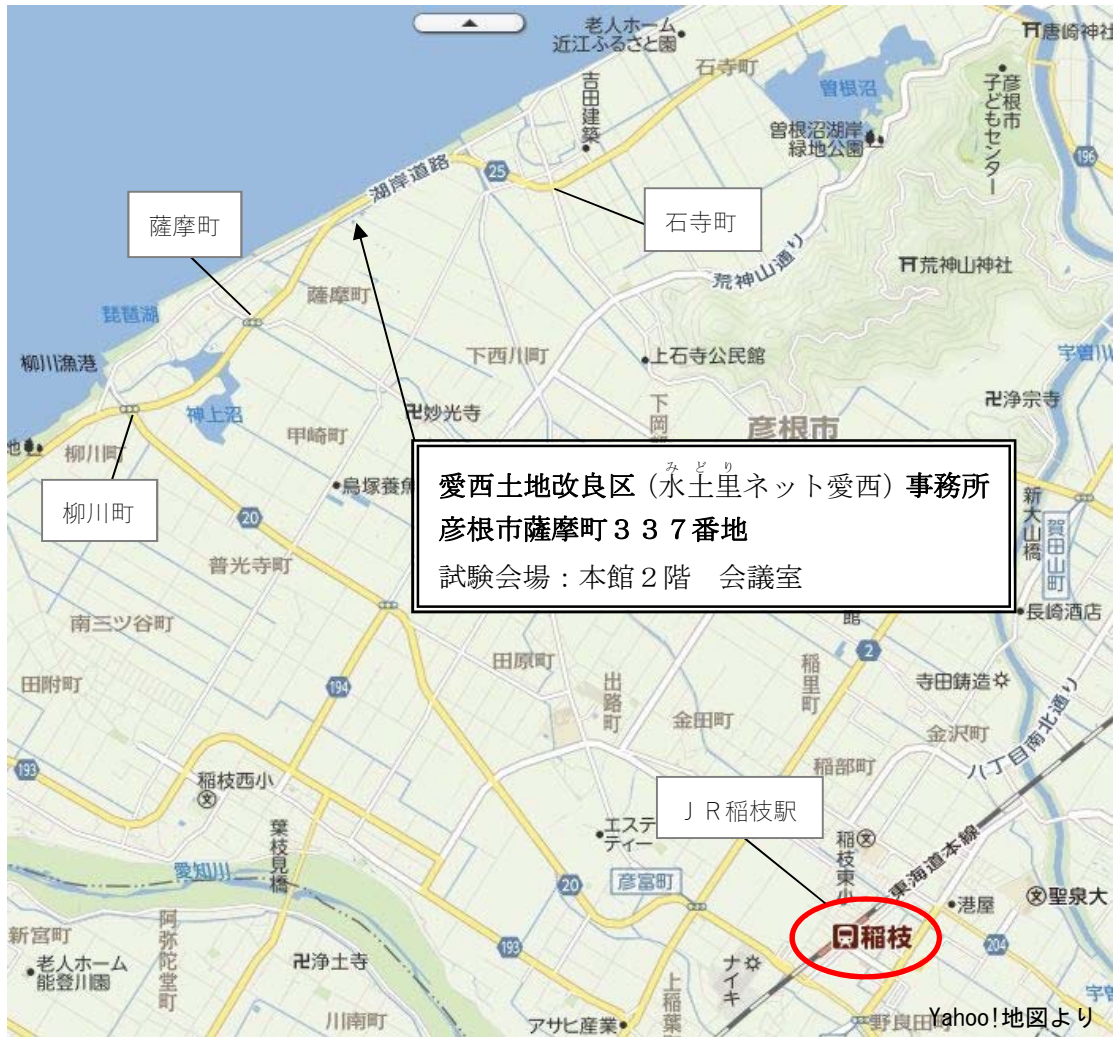 老人ホーム
近江ふるさと園
石寺町
曽根沼
唐崎神社
彦根市
子どもセンター
吉田建築
曽根沼湖岸
緑地公園
196
湖岸道路
25
薩摩町
石寺町
荒神山通り
荒神山神社
薩摩町
琵琶湖
下西川町
上石寺公民館
宇曽川
柳川漁港
神上沼
妙光寺
下岡
彦根市
浄宗寺
地
柳川町
甲崎町
鳥塚養魚
柳川町
20
みどり
愛西土地改良区(水土里ネット愛西)事務所
彦根市薩摩町337番地
試験会場:本館2階 会議室
新大山橋
賀田山町
普光寺町
館
長崎酒店
南三ツ谷町
2
田原町
稲里町
田附町
194
出路町
寺田鋳造
金田町
金沢町
八丁目南北通り
193
稲枝西小
稲部町
JR稲枝駅
エステ
ティー
稲枝東小
東海道本線
葉枝見橋
愛知川
20
彦富町
港屋
聖泉大
新宮町
阿弥陀堂町
193
稲枝
204
老人ホーム
能登川園
浄土寺
ナイキ
上稲葉
宇
川南町
アサヒ産業
野良田
Yahoo!地図より